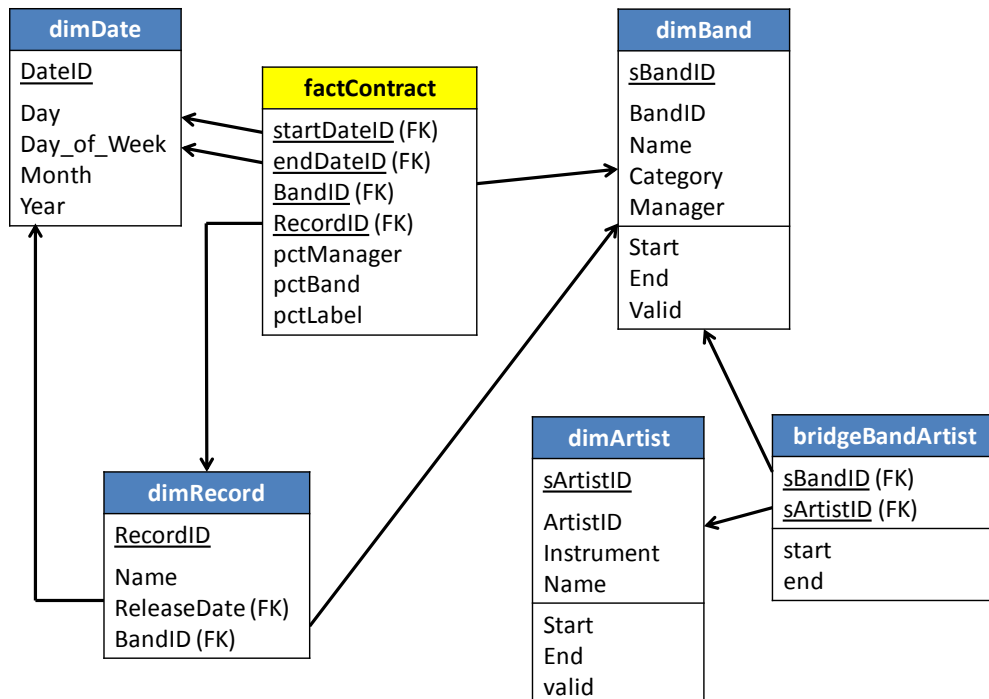 dimDate
DateID
Day
Day_of_Week
Month
Year
factContract
startDateID (FK)
endDateID (FK)
BandID (FK)
RecordID (FK)
pctManager
pctBand
pctLabel
dimBand
sBandID
BandID
Name
Category
Manager
Start
End
Valid
dimRecord
RecordID
Name
ReleaseDate (FK)
BandID (FK)
dimArtist
sArtistID
ArtistID
Instrument
Name
Start
End
valid
bridgeBandArtist
sBandID (FK)
sArtistID (FK)
start
end